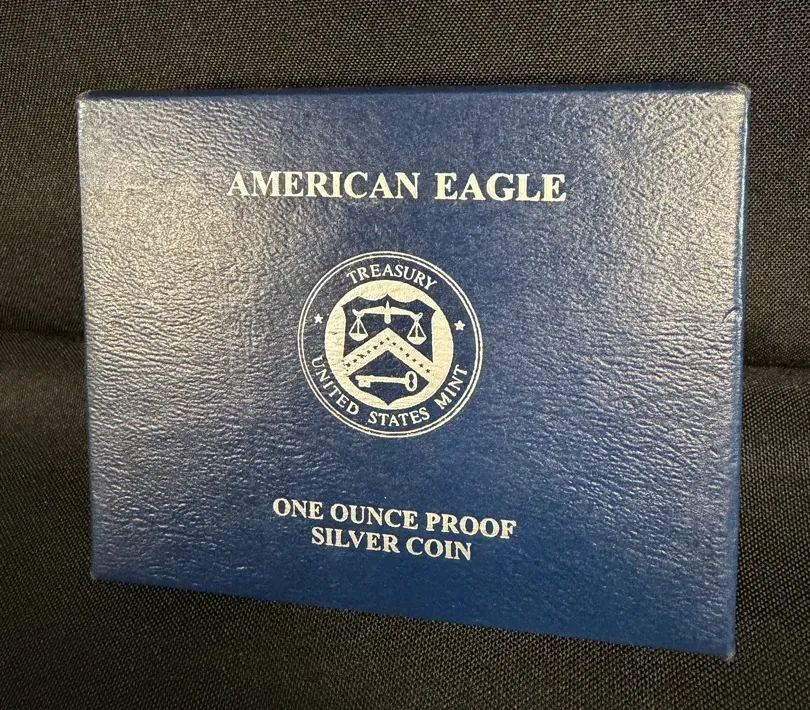 AMERICAN EAGLE
TREASURY
UNITED STATES MINT
ONE OUNCE PROOF
SILVER COIN